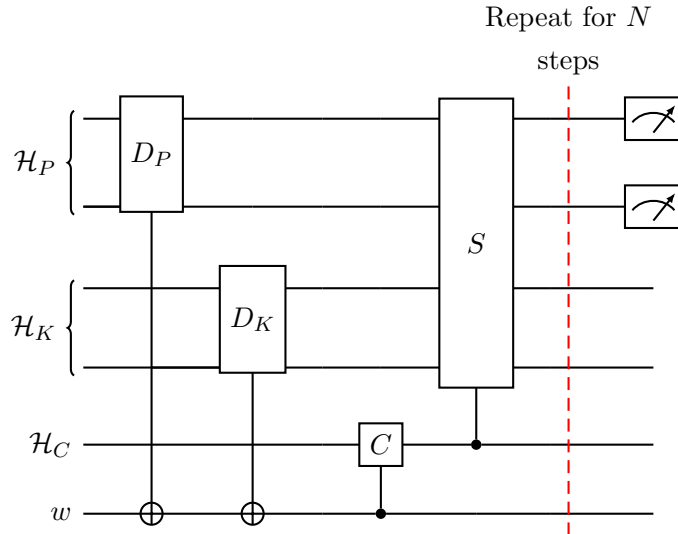 Repeat for N
steps
D_P
ℋ_P
S
D_K
ℋ_K
ℋ_C
C
w